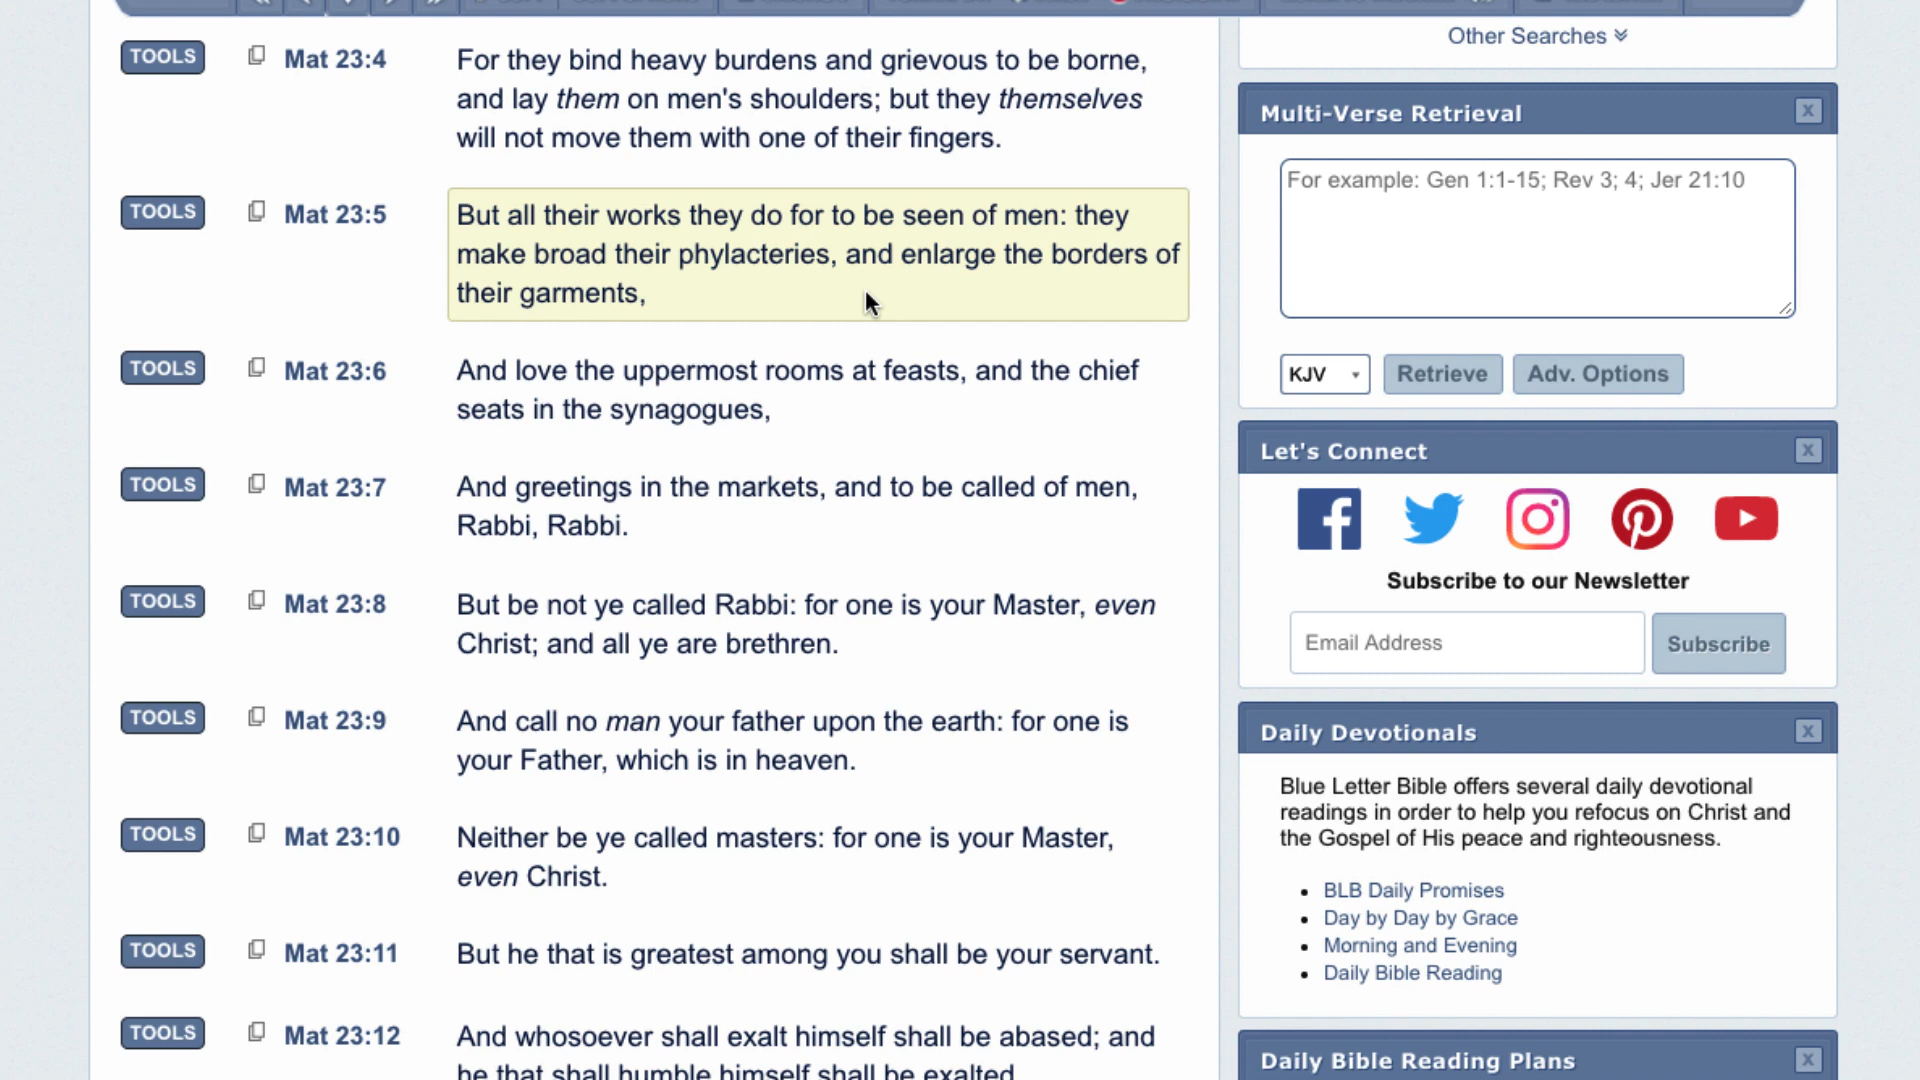 TOOLS Mat 23:4 For they bind heavy burdens and grievous to be borne,
and lay them on men's shoulders; but they themselves
will not move them with one of their fingers.
TOOLS Mat 23:5 But all their works they do for to be seen of men: they
make broad their phylacteries, and enlarge the borders of
their garments,
TOOLS Mat 23:6 And love the uppermost rooms at feasts, and the chief
seats in the synagogues,
TOOLS Mat 23:7 And greetings in the markets, and to be called of men,
Rabbi, Rabbi.
TOOLS Mat 23:8 But be not ye called Rabbi: for one is your Master, even
Christ; and all ye are brethren.
TOOLS Mat 23:9 And call no man your father upon the earth: for one is
your Father, which is in heaven.
TOOLS Mat 23:10 Neither be ye called masters: for one is your Master,
even Christ.
TOOLS Mat 23:11 But he that is greatest among you shall be your servant.
TOOLS Mat 23:12 And whosoever shall exalt himself shall be abased; and
he that shall humble himself shall be exalted
Other Searches
Multi-Verse Retrieval X
For example: Gen 1:1-15; Rev 3; 4; Jer 21:10
KJV Retrieve Adv. Options
Let's Connect X
Subscribe to our Newsletter
Email Address Subscribe
Daily Devotionals X
Blue Letter Bible offers several daily devotional
readings in order to help you refocus on Christ and
the Gospel of His peace and righteousness.
BLB Daily Promises
Day by Day by Grace
Morning and Evening
Daily Bible Reading
Daily Bible Reading Plans X